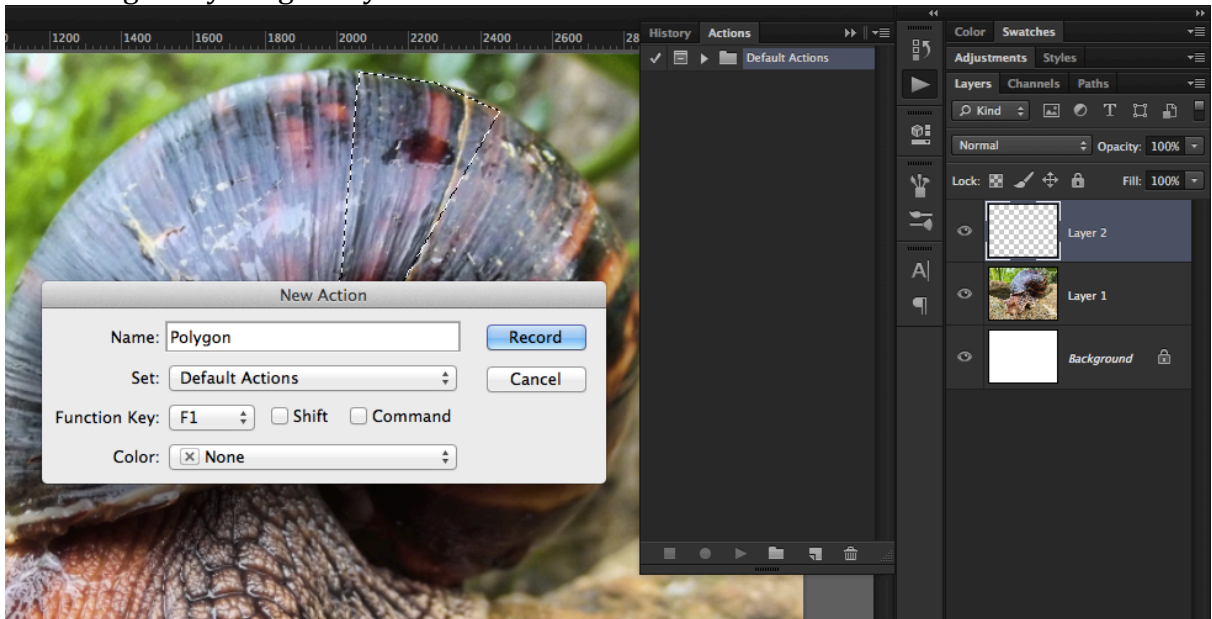 1200 1400 1600 1800 2000 2200 2400 2600 28
History Actions
Default Actions
Color Swatches
Adjustments Styles
Layers Channels Paths
Kind
Normal Opacity: 100%
Lock: Fill: 100%
Layer 2
Layer 1
Background
New Action
Name: Polygon Record
Set: Default Actions Cancel
Function Key: F1 Shift Command
Color: None